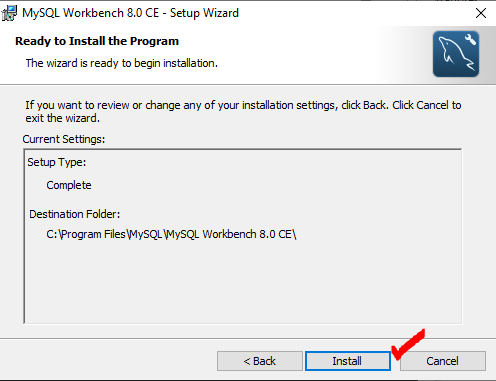 MySQL Workbench 8.0 CE - Setup Wizard
Ready to Install the Program
The wizard is ready to begin installation.
If you want to review or change any of your installation settings, click Back. Click Cancel to
exit the wizard.
Current Settings:
Setup Type:
Complete
Destination Folder:
C:\Program Files\MySQL\MySQL Workbench 8.0 CE\
< Back
Install
Cancel